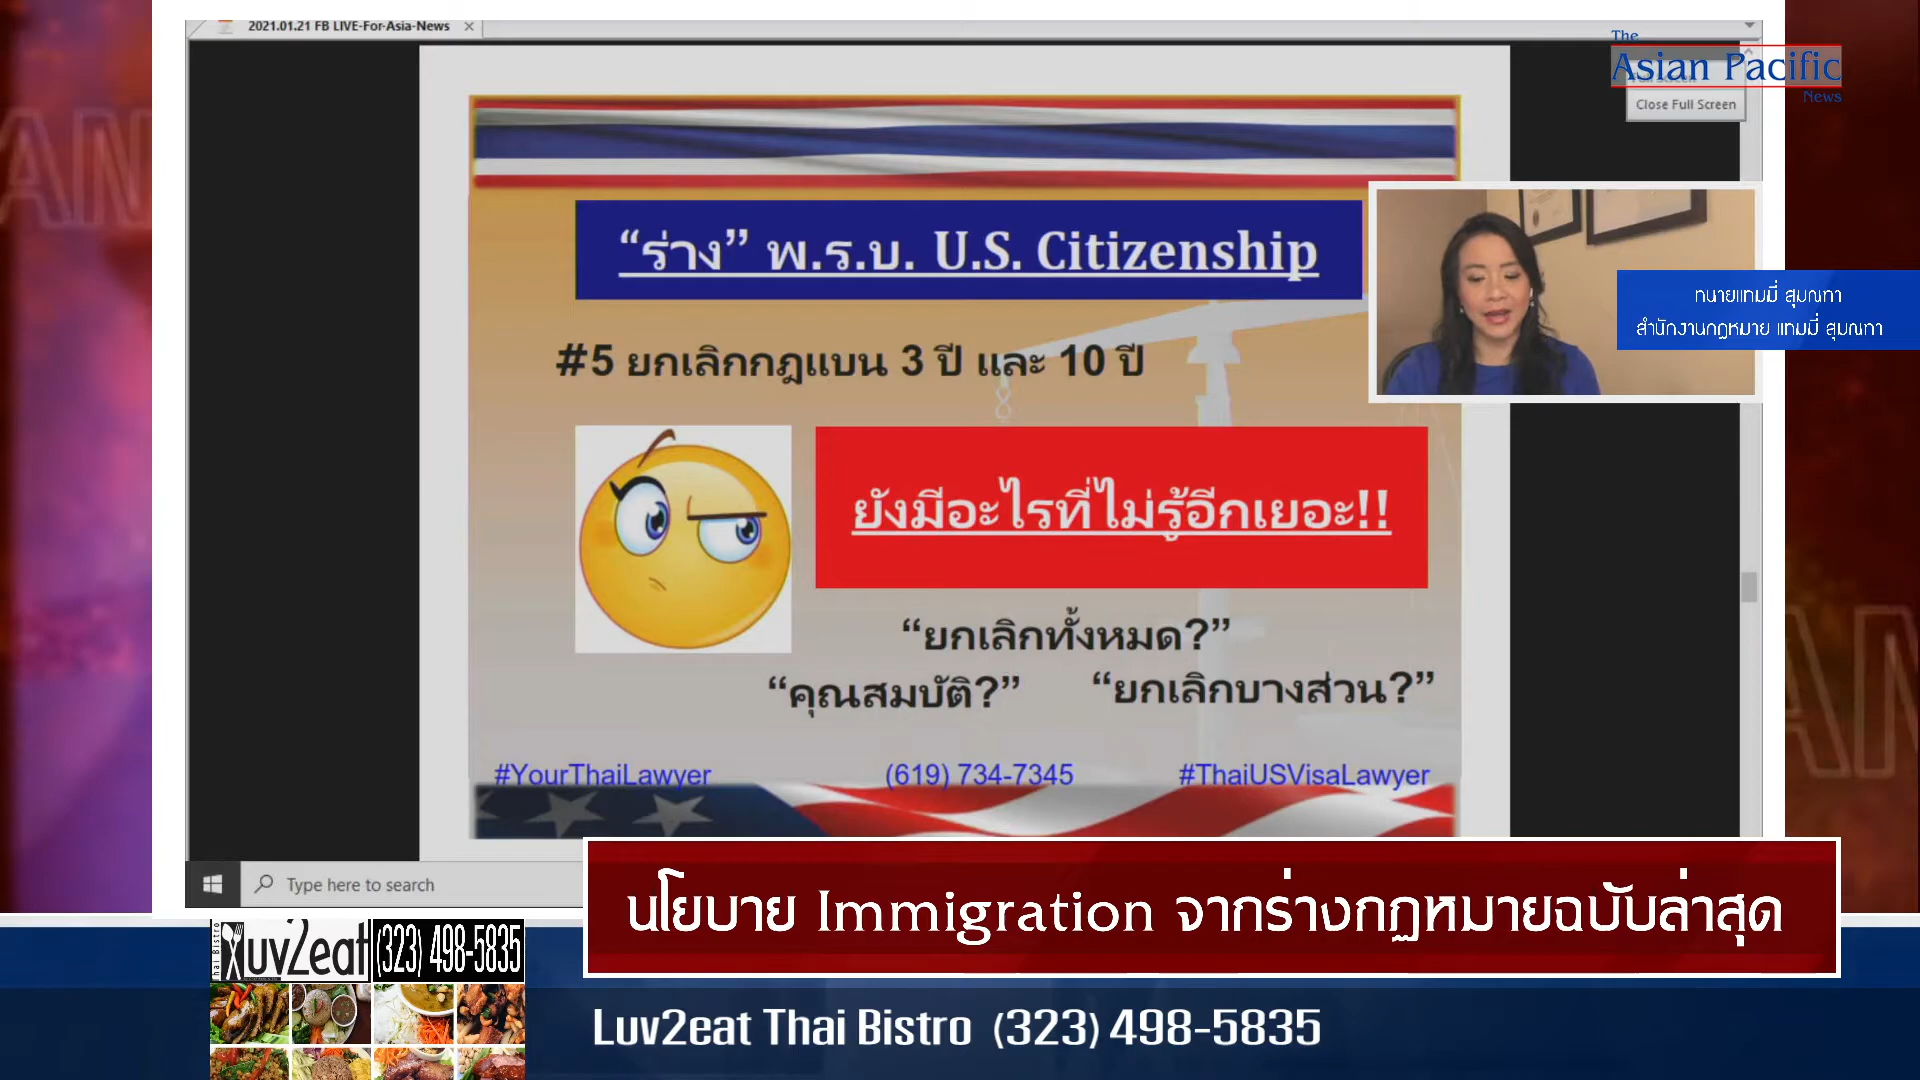 2021.01.21 FB LIVE-For-Asia-News
The
Asian Pacific
News
Close Full Screen
“ร่าง” พ.ร.บ. U.S. Citizenship
ทนายแทมมี่ สุมณฑา
สำนักงานกฎหมาย แทมมี่ สุมณฑา
#5 ยกเลิกกฎแบน 3 ปี และ 10 ปี
ยังมีอะไรที่ไม่รู้อีกเยอะ!!
“ยกเลิกทั้งหมด?”
“คุณสมบัติ?” “ยกเลิกบางส่วน?”
#YourThaiLawyer (619) 734-7345 #ThaiUSVisaLawyer
Type here to search
นโยบาย Immigration จากร่างกฏหมายฉบับล่าสุด
Thai Bistro
Luv2eat (323) 498-5835
Luv2eat Thai Bistro (323) 498-5835